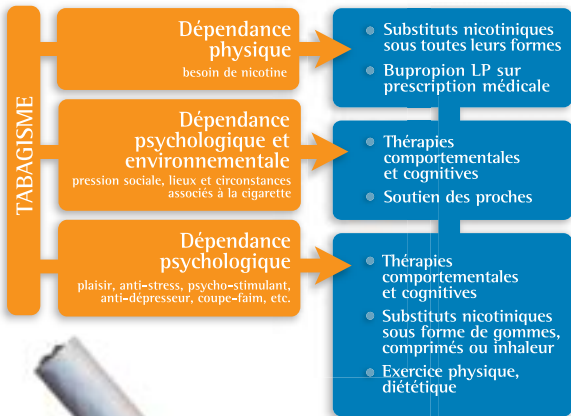 TABAGISME
Dépendance
physique
besoin de nicotine
Substituts nicotiniques
sous toutes leurs formes
Bupropion LP sur
prescription médicale
Dépendance
psychologique et
environnementale
pression sociale, lieux et circonstances
associés à la cigarette
Thérapies
comportementales
et cognitives
Soutien des proches
Dépendance
psychologique
plaisir, anti-stress, psycho-stimulant,
anti-dépresseur, coupe-faim, etc.
Thérapies
comportementales
et cognitives
Substituts nicotiniques
sous forme de gommes,
comprimés ou inhaleur
Exercice physique,
diététique